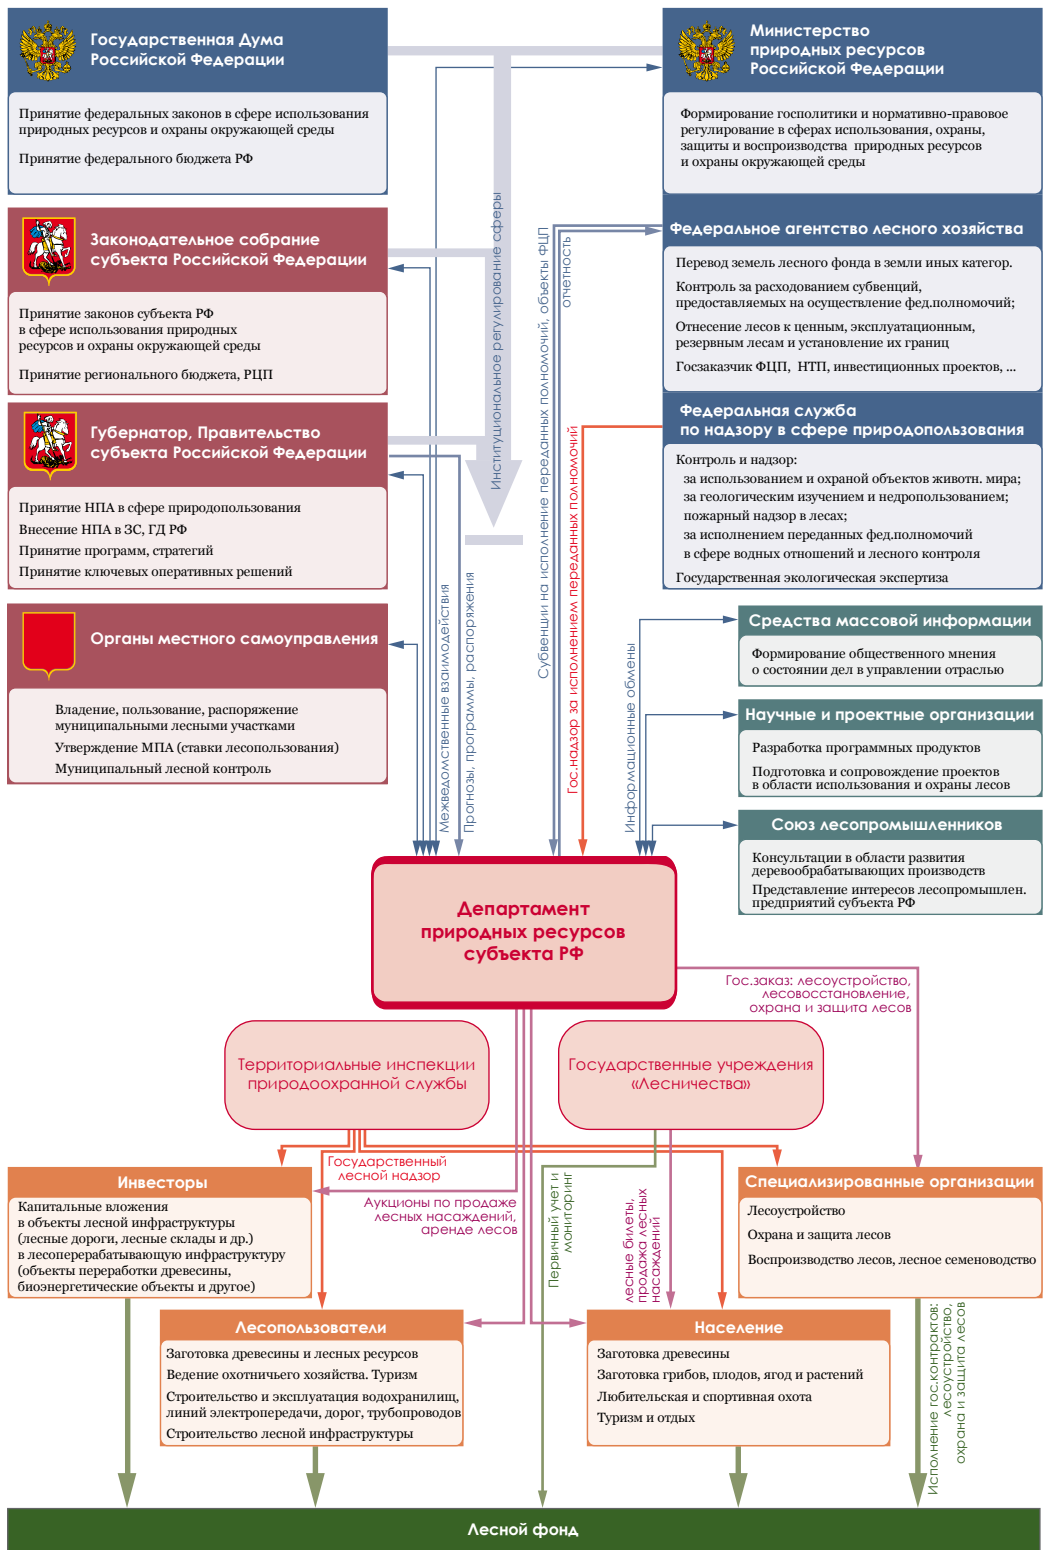 Государственная Дума
Российской Федерации
Принятие федеральных законов в сфере использования
природных ресурсов и охраны окружающей среды
Принятие федерального бюджета РФ
Министерство
природных ресурсов
Российской Федерации
Формирование госполитики и нормативно-правовое
регулирование в сферах использования, охраны,
защиты и воспроизводства природных ресурсов
и охраны окружающей среды
Законодательное собрание
субъекта Российской Федерации
Принятие законов субъекта РФ
в сфере использования природных
ресурсов и охраны окружающей среды
Принятие регионального бюджета, РЦП
Федеральное агентство лесного хозяйства
Перевод земель лесного фонда в земли иных категор.
Контроль за расходованием субвенций,
предоставляемых на осуществление фед.полномочий;
Отнесение лесов к ценным, эксплуатационным,
резервным лесам и установление их границ
Госзаказчик ФЦП, НТП, инвестиционных проектов, ...
Губернатор, Правительство
субъекта Российской Федерации
Принятие НПА в сфере природопользования
Внесение НПА в ЗС, ГД РФ
Принятие программ, стратегий
Принятие ключевых оперативных решений
Федеральная служба
по надзору в сфере природопользования
Контроль и надзор:
за использованием и охраной объектов животн. мира;
за геологическим изучением и недропользованием;
пожарный надзор в лесах;
за исполнением переданных фед.полномочий
в сфере водных отношений и лесного контроля
Государственная экологическая экспертиза
Органы местного самоуправления
Владение, пользование, распоряжение
муниципальными лесными участками
Утверждение МПА (ставки лесопользования)
Муниципальный лесной контроль
Институциональное регулирование сферы
Межведомственные взаимодействия
Прогнозы, программы, распоряжения
Субвенции на исполнение переданных полномочий, объекты ФЦП
отчетность
Гос.надзор за исполнением переданных полномочий
Информационные обмены
Средства массовой информации
Формирование общественного мнения
о состоянии дел в управлении отраслью
Научные и проектные организации
Разработка программных продуктов
Подготовка и сопровождение проектов
в области использования и охраны лесов
Союз лесопромышленников
Консультации в области развития
деревообрабатывающих производств
Представление интересов лесопромышлен.
предприятий субъекта РФ
Департамент
природных ресурсов
субъекта РФ
Гос.заказ: лесоустройство,
лесовосстановление,
охрана и защита лесов
Территориальные инспекции
природоохранной службы
Государственные учреждения
«Лесничества»
Государственный
лесной надзор
Аукционы по продаже
лесных насаждений,
аренде лесов
Первичный учет и
мониторинг
лесные билеты,
продажа лесных
насаждений
Инвесторы
Капитальные вложения
в объекты лесной инфраструктуры
(лесные дороги, лесные склады и др.)
в лесоперерабатывающую инфраструктуру
(объекты переработки древесины,
биоэнергетические объекты и другое)
Специализированные организации
Лесоустройство
Охрана и защита лесов
Воспроизводство лесов, лесное семеноводство
Лесопользователи
Заготовка древесины и лесных ресурсов
Ведение охотничьего хозяйства. Туризм
Строительство и эксплуатация водохранилищ,
линий электропередачи, дорог, трубопроводов
Строительство лесной инфраструктуры
Население
Заготовка древесины
Заготовка грибов, плодов, ягод и растений
Любительская и спортивная охота
Туризм и отдых
Исполнение гос.контрактов:
лесоустройство,
охрана и защита лесов
Лесной фонд